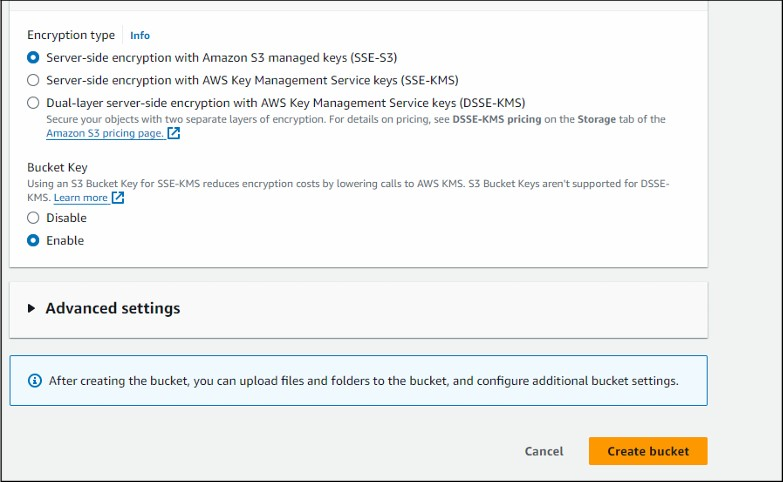 Encryption type Info
Server-side encryption with Amazon S3 managed keys (SSE-S3)
Server-side encryption with AWS Key Management Service keys (SSE-KMS)
Dual-layer server-side encryption with AWS Key Management Service keys (DSSE-KMS)
Secure your objects with two separate layers of encryption. For details on pricing, see DSSE-KMS pricing on the Storage tab of the
Amazon S3 pricing page.
Bucket Key
Using an S3 Bucket Key for SSE-KMS reduces encryption costs by lowering calls to AWS KMS. S3 Bucket Keys aren't supported for DSSE-
KMS. Learn more
Disable
Enable
Advanced settings
After creating the bucket, you can upload files and folders to the bucket, and configure additional bucket settings.
Cancel Create bucket